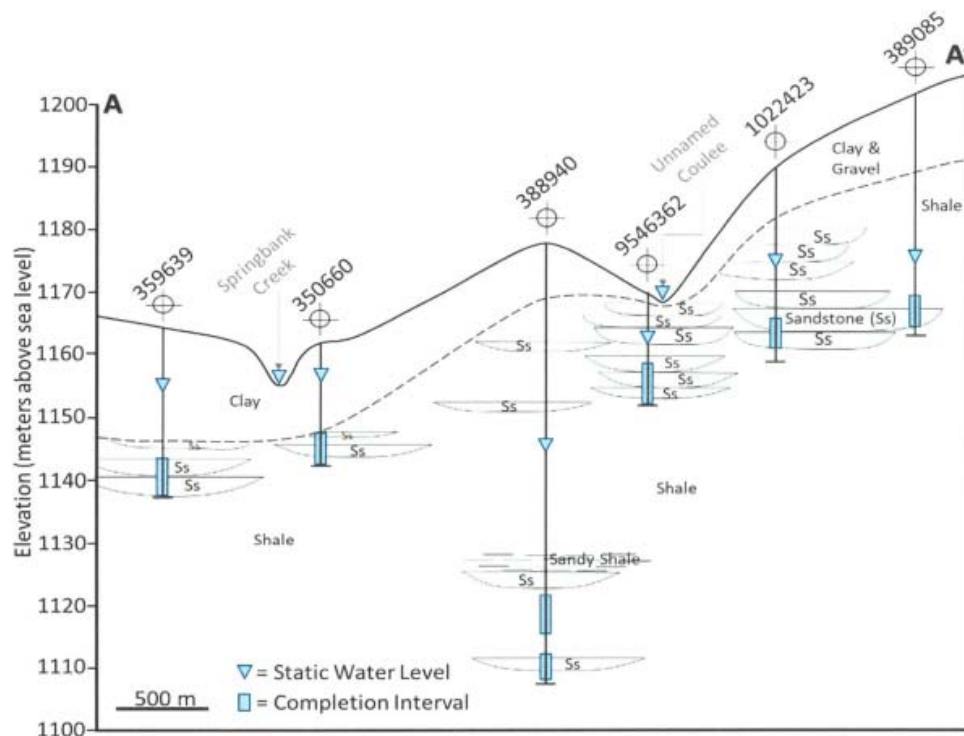 389085
A
A'
1200
1022423
Clay &
Gravel
Unnamed
Coulee
1190
388940
9546362
Shale
1180
359639
Springbank
Creek
350660
Ss
Ss
Ss
1170
Ss
Ss
Sandstone (Ss)
Ss
Ss
Ss
1160
Ss
Ss
Ss
Ss
Clay
Ss
1150
Ss
Ss
Ss
Ss
1140
Ss
Shale
Shale
1130
Sandy Shale
Ss
1120
1110
Ss
= Static Water Level
= Completion Interval
500 m
1100
Elevation (meters above sea level)